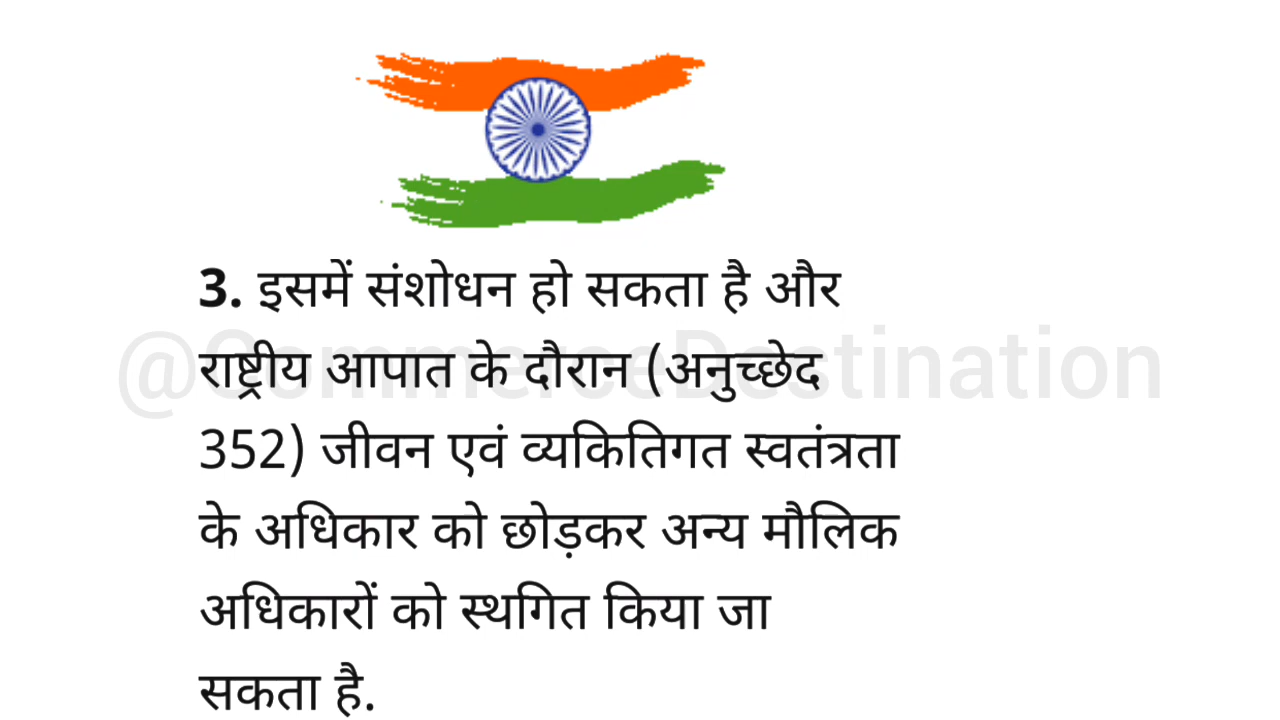 3. इसमें संशोधन हो सकता है और
राष्ट्रीय आपात के दौरान (अनुच्छेद
352) जीवन एवं व्यकितिगत स्वतंत्रता
के अधिकार को छोड़कर अन्य मौलिक
अधिकारों को स्थगित किया जा
सकता है.
@CommerceDestination